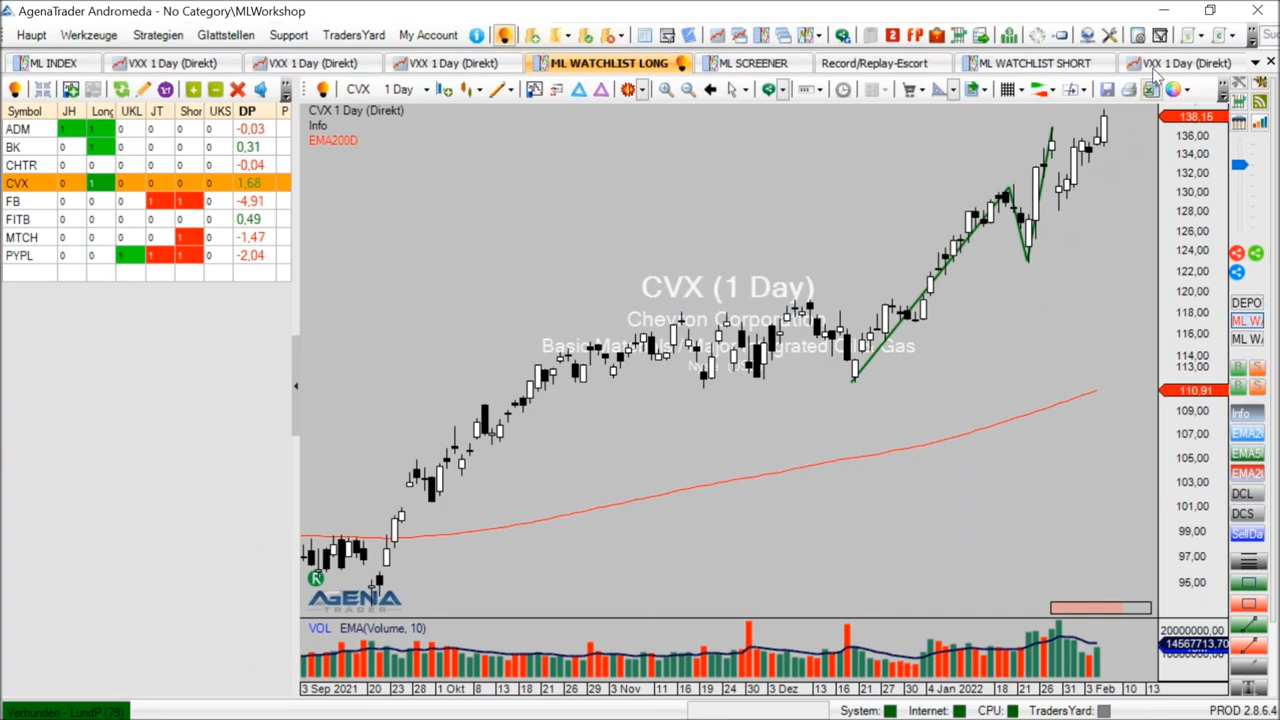 AgenaTrader Andromeda - No Category\MLWorkshop
Haupt Werkzeuge Strategien Glattstellen Support TradersYard My Account
ML INDEX VXX 1 Day (Direkt) VXX 1 Day (Direkt) VXX 1 Day (Direkt) ML WATCHLIST LONG ML SCREENER Record/Replay-Escort ML WATCHLIST SHORT VXX 1 Day (Direkt)
CVX 1 Day
Symbol JH Long UKL JT Shor UKS DP P
ADM 1 1 0 0 0 0 -0,03
BK 0 1 0 0 0 0 0,31
CHTR 0 0 0 0 0 0 -0,04
CVX 0 1 0 0 0 0 1,68
FB 0 0 0 1 1 0 -4,91
FITB 0 0 0 0 0 0 0,49
MTCH 0 0 0 0 1 0 -1,47
PYPL 0 0 1 1 1 0 -2,04
CVX 1 Day (Direkt)
Info
EMA200D
CVX (1 Day)
Chevron Corporation
138,15
136,00
134,00
132,00
130,00
128,00
126,00
124,00
122,00
120,00
118,00
116,00
114,00
113,00
110,91
109,00
107,00
105,00
103,00
101,00
99,00
97,00
95,00
DEPO
ML W
ML W
B S
B S
Info
EMA2
EMA5
EMA2
DCL
DCS
SellDa
R
AGENA
TRADER
VOL EMA(Volume, 10)
20000000,00
14567713,70
3 Sep 2021 20 28 1 Okt 8 13 18 21 26 29 3 Nov 11 16 19 24 30 3 Dez 8 13 16 21 27 30 4 Jan 2022 18 21 26 31 3 Feb 10 13
Verbunden - LundP (79)
System: Internet: CPU: TradersYard: PROD 2.8.6.4